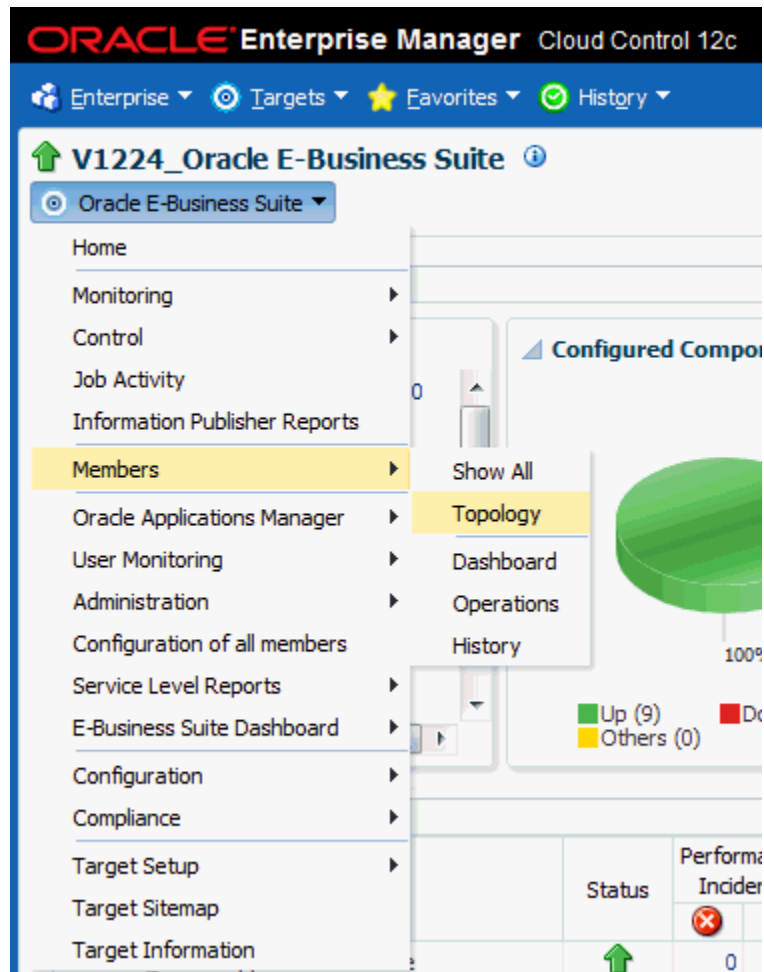 ORACLE Enterprise Manager Cloud Control 12c
Enterprise Targets Favorites History
V1224_Oracle E-Business Suite
Oracle E-Business Suite
Home
Monitoring
Control
Job Activity
0
Information Publisher Reports
Members
Oracle Applications Manager
User Monitoring
Administration
Configuration of all members
Service Level Reports
E-Business Suite Dashboard
Configuration
Compliance
Target Setup
Target Sitemap
Target Information
Show All
Topology
Dashboard
Operations
History
Configured Compo
100%
Up (9) Do
Others (0)
Status
Performa
Inciden
0